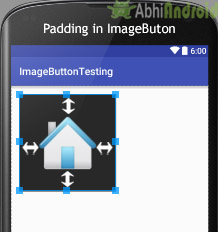 AbhiAndroid
Padding in ImageButon
6:00
ImageButtonTesting